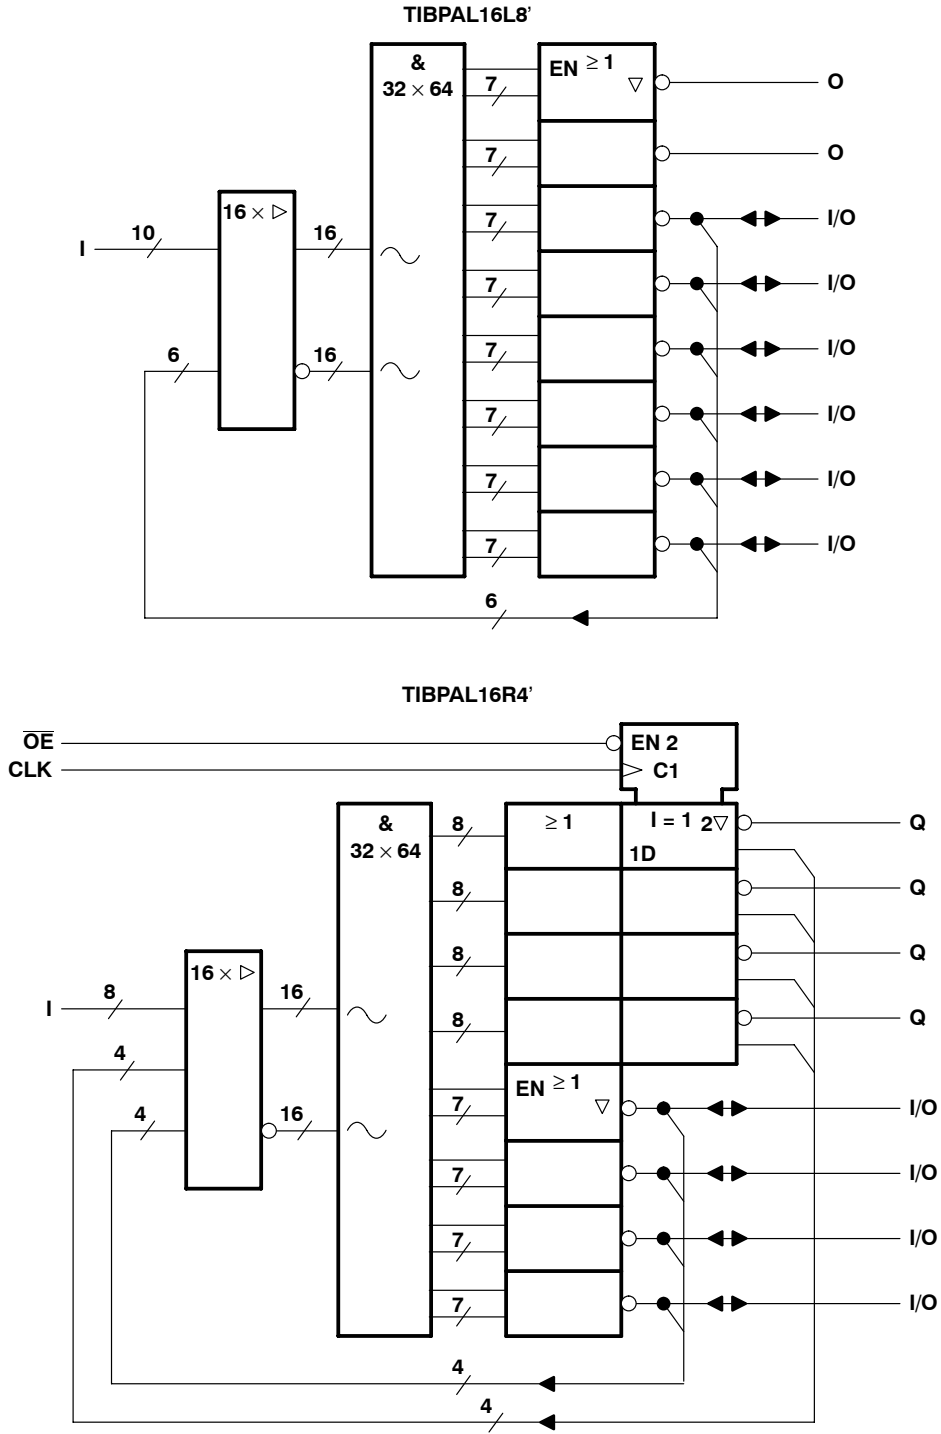 TIBPAL16L8’
&
32 × 64
EN ≥ 1
7
O
7
O
16 ×
7
I/O
I
10
16
7
I/O
6
16
7
I/O
7
I/O
7
I/O
7
I/O
6
TIBPAL16R4’
OE
EN 2
CLK
C1
&
32 × 64
8
≥ 1
I = 1
2
1D
Q
8
Q
8
Q
16 ×
8
Q
I
8
16
4
EN ≥ 1
4
16
7
I/O
7
I/O
7
I/O
7
I/O
4
4